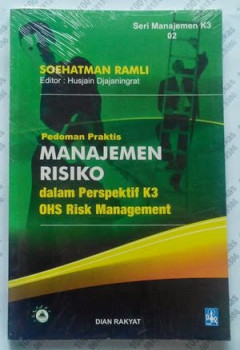 Seri Manajemen K3
02
SOEHATMAN RAMLI
Editor : Husjain Djajaningrat
Pedoman Praktis
MANAJEMEN
RISIKO
dalam Perspektif K3
OHS Risk Management
DIAN RAKYAT